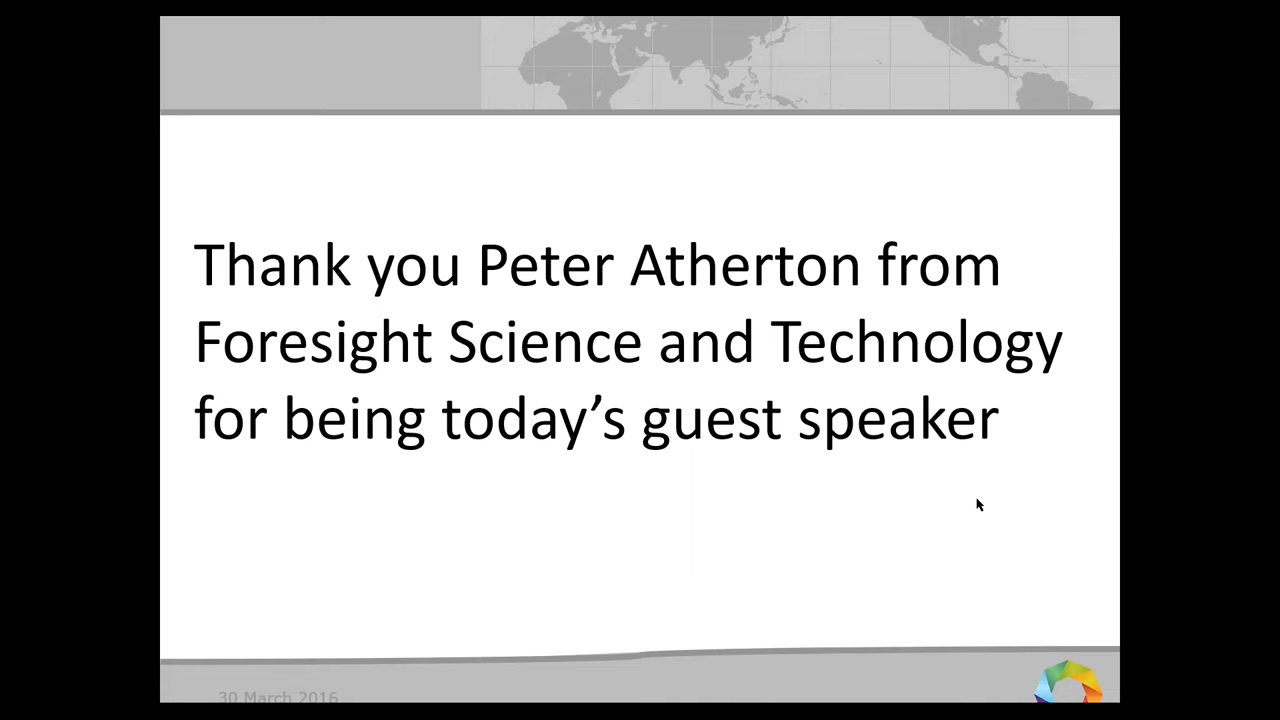 Thank you Peter Atherton from
Foresight Science and Technology
for being today’s guest speaker
30 March 2016